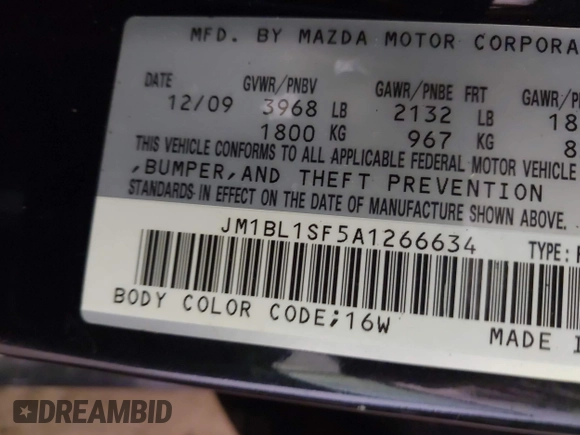 MFD. BY MAZDA MOTOR CORPORA
DATE GVWR/PNBV GAWR/PNBE FRT
12/09 3968 LB 2132 LB 18
1800 KG 967 KG 8
THIS VEHICLE CONFORMS TO ALL APPLICABLE FEDERAL MOTOR VEHICLE
,BUMPER,AND THEFT PREVENTION
STANDARDS IN EFFECT ON THE DATE OF MANUFACTURE SHOWN ABOVE.
JM1BL1SF5A1266634 TYPE:
BODY COLOR CODE;16W
MADE
DREAMBID